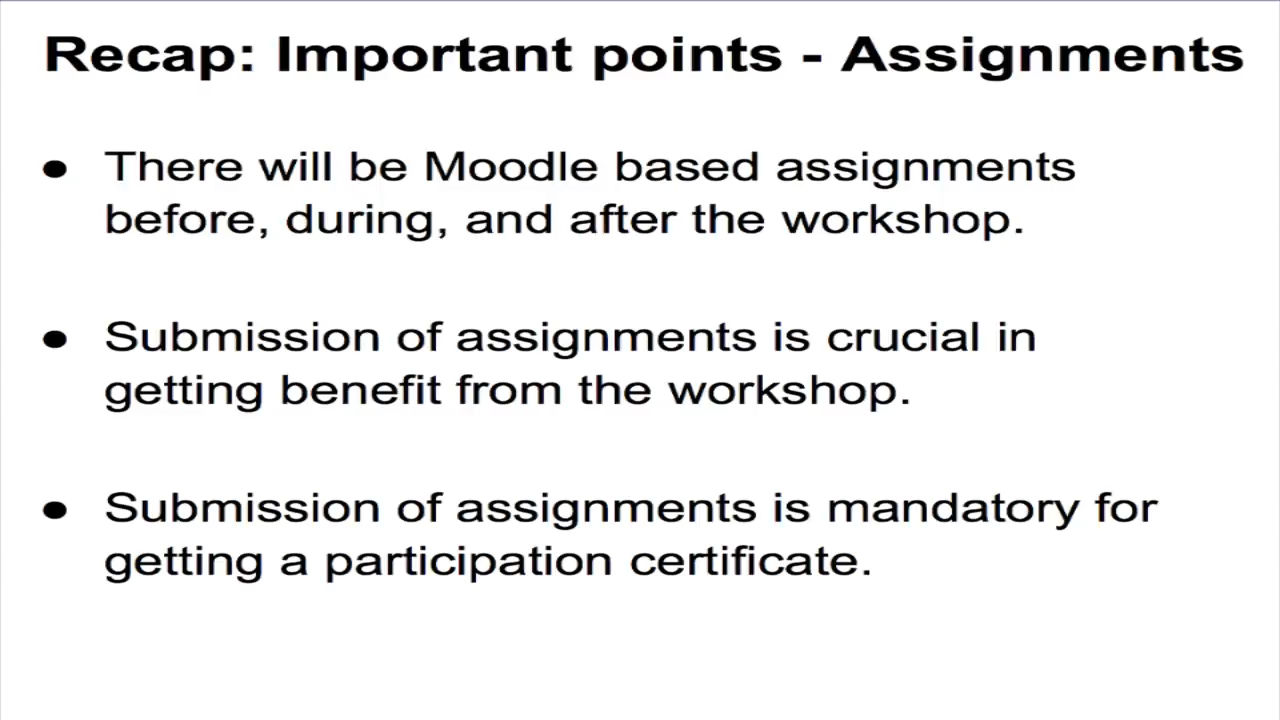 Recap: Important points - Assignments
● There will be Moodle based assignments
before, during, and after the workshop.
● Submission of assignments is crucial in
getting benefit from the workshop.
● Submission of assignments is mandatory for
getting a participation certificate.